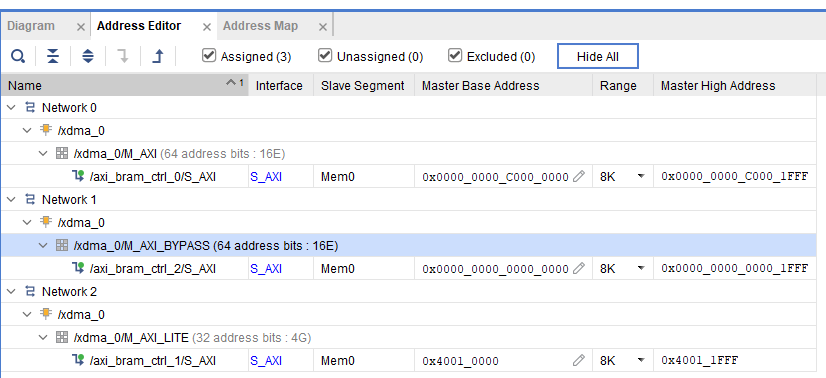 Diagram Address Editor Address Map
Assigned (3) Unassigned (0) Excluded (0) Hide All
Name 1 Interface Slave Segment Master Base Address Range Master High Address
Network 0
/xdma_0
/xdma_0/M_AXI (64 address bits : 16E)
/axi_bram_ctrl_0/S_AXI S_AXI Mem0 0x0000_0000_C000_0000 8K 0x0000_0000_C000_1FFF
Network 1
/xdma_0
/xdma_0/M_AXI_BYPASS (64 address bits : 16E)
/axi_bram_ctrl_2/S_AXI S_AXI Mem0 0x0000_0000_0000_0000 8K 0x0000_0000_0000_1FFF
Network 2
/xdma_0
/xdma_0/M_AXI_LITE (32 address bits : 4G)
/axi_bram_ctrl_1/S_AXI S_AXI Mem0 0x4001_0000 8K 0x4001_1FFF